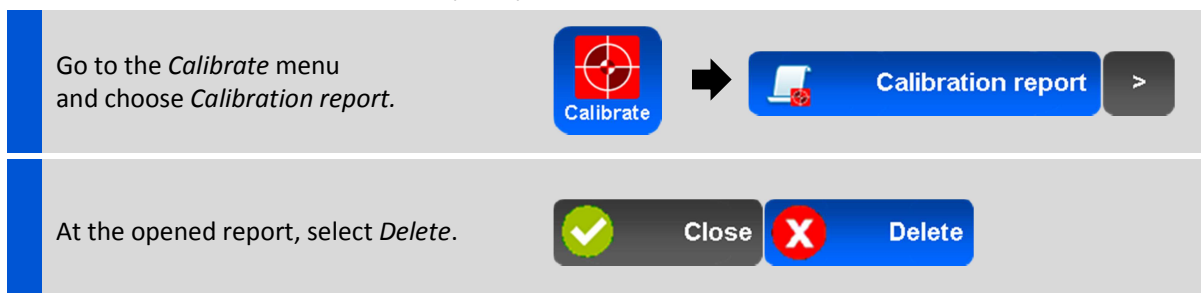 Go to the Calibrate menu
and choose Calibration report.
Calibrate
Calibration report
>
At the opened report, select Delete.
Close
Delete